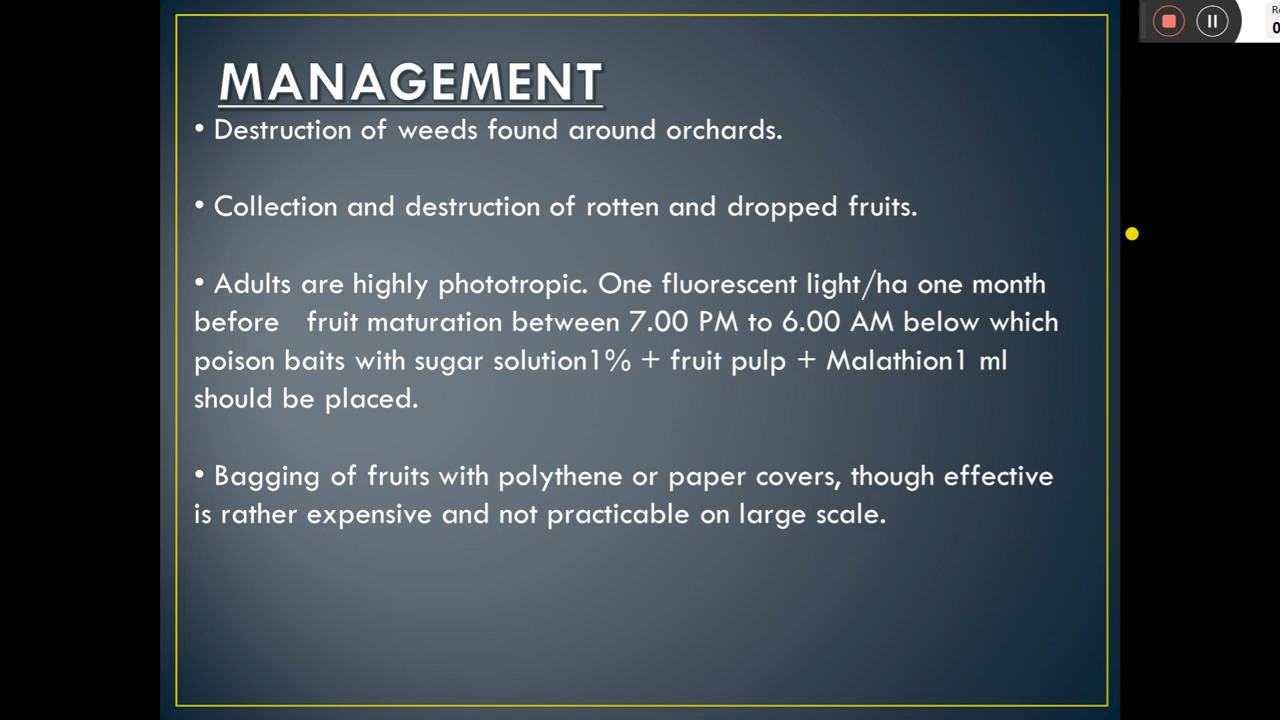 Re
0
MANAGEMENT
• Destruction of weeds found around orchards.
• Collection and destruction of rotten and dropped fruits.
• Adults are highly phototropic. One fluorescent light/ha one month
before fruit maturation between 7.00 PM to 6.00 AM below which
poison baits with sugar solution1% + fruit pulp + Malathion1 ml
should be placed.
• Bagging of fruits with polythene or paper covers, though effective
is rather expensive and not practicable on large scale.